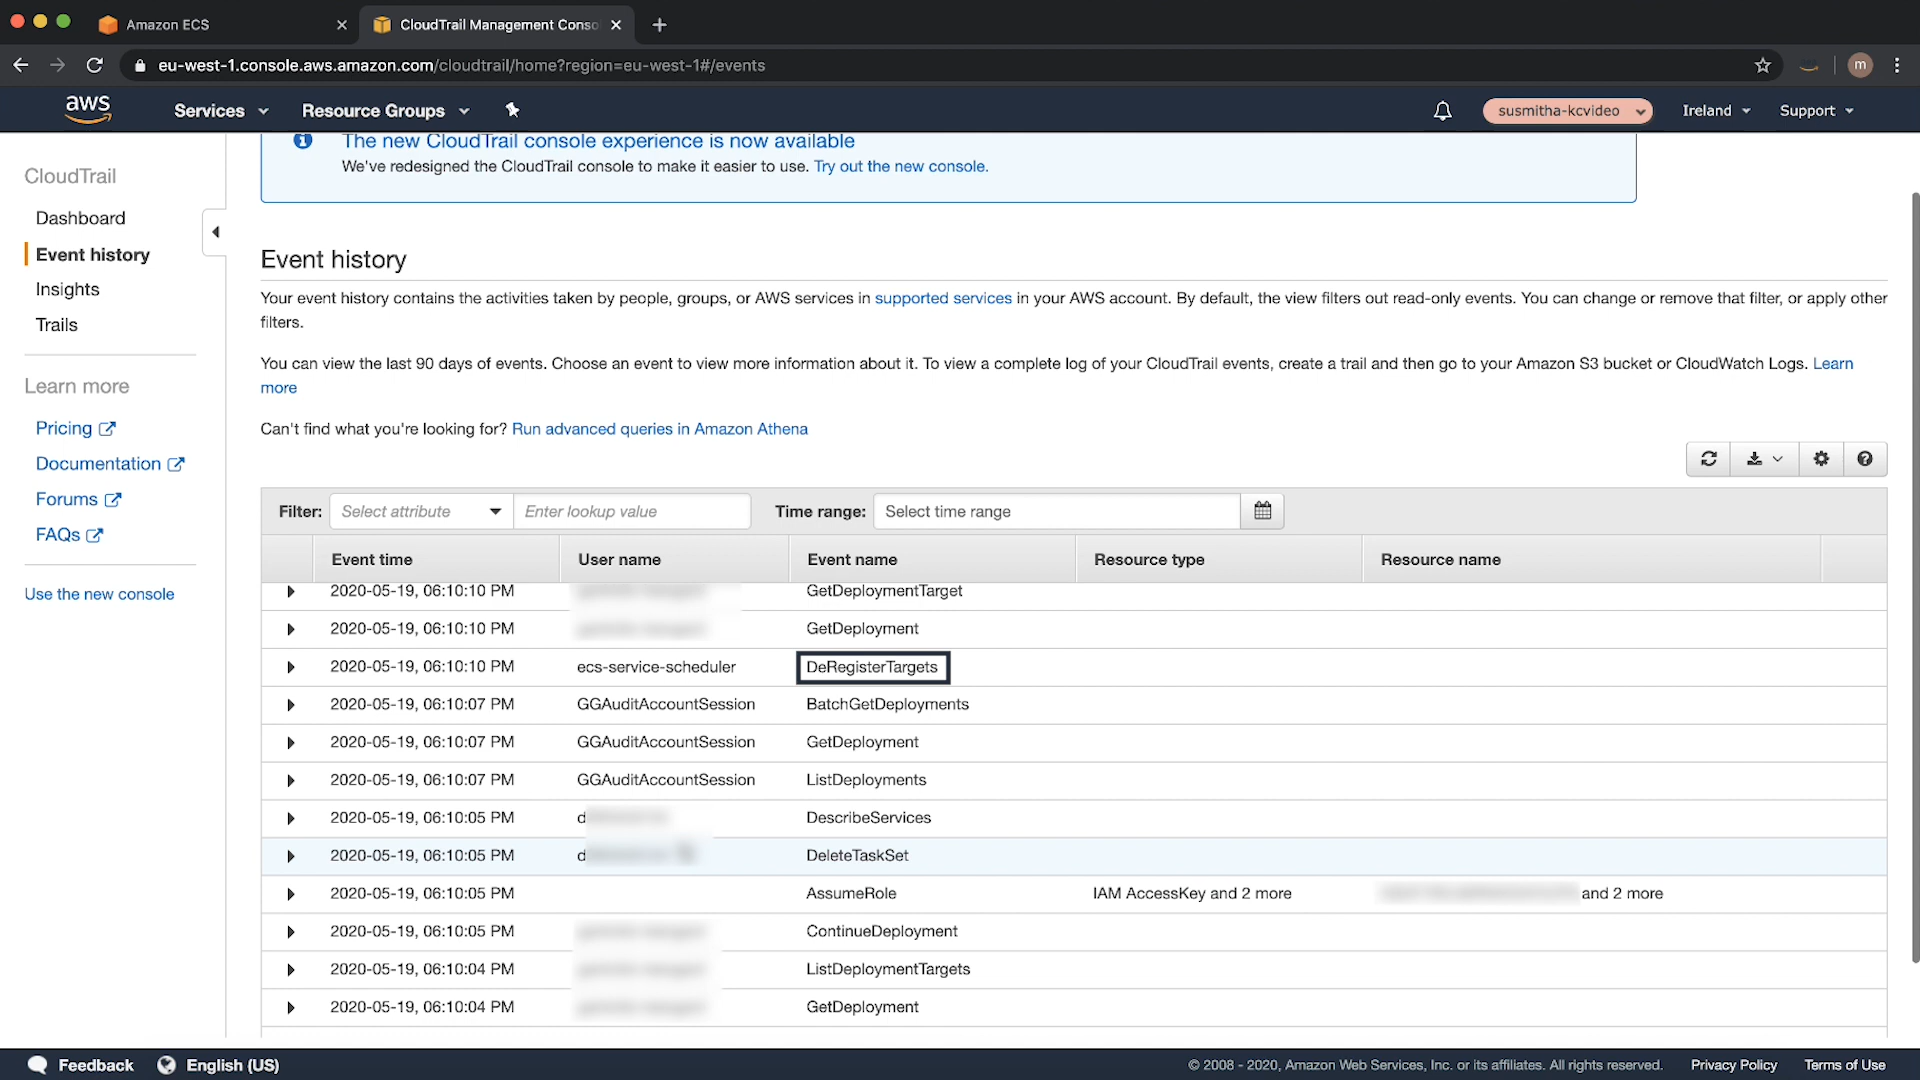 Amazon ECS
CloudTrail Management Conso
eu-west-1.console.aws.amazon.com/cloudtrail/home?region=eu-west-1#/events
m
aws
Services
Resource Groups
susmitha-kcvideo
Ireland
Support
CloudTrail
Dashboard
Event history
Insights
Trails
Learn more
Pricing
Documentation
Forums
FAQs
Use the new console
The new CloudTrail console experience is now available
We've redesigned the CloudTrail console to make it easier to use. Try out the new console.
Event history
Your event history contains the activities taken by people, groups, or AWS services in supported services in your AWS account. By default, the view filters out read-only events. You can change or remove that filter, or apply other
filters.
You can view the last 90 days of events. Choose an event to view more information about it. To view a complete log of your CloudTrail events, create a trail and then go to your Amazon S3 bucket or CloudWatch Logs. Learn
more
Can't find what you're looking for? Run advanced queries in Amazon Athena
Filter: Select attribute Enter lookup value Time range: Select time range
Event time User name Event name Resource type Resource name
2020-05-19, 06:10:10 PM GetDeploymentTarget
2020-05-19, 06:10:10 PM GetDeployment
2020-05-19, 06:10:10 PM ecs-service-scheduler DeRegisterTargets
2020-05-19, 06:10:07 PM GGAuditAccountSession BatchGetDeployments
2020-05-19, 06:10:07 PM GGAuditAccountSession GetDeployment
2020-05-19, 06:10:07 PM GGAuditAccountSession ListDeployments
2020-05-19, 06:10:05 PM d DescribeServices
2020-05-19, 06:10:05 PM d DeleteTaskSet
2020-05-19, 06:10:05 PM AssumeRole IAM AccessKey and 2 more and 2 more
2020-05-19, 06:10:05 PM ContinueDeployment
2020-05-19, 06:10:04 PM ListDeploymentTargets
2020-05-19, 06:10:04 PM GetDeployment
Feedback
English (US)
© 2008 - 2020, Amazon Web Services, Inc. or its affiliates. All rights reserved.
Privacy Policy
Terms of Use